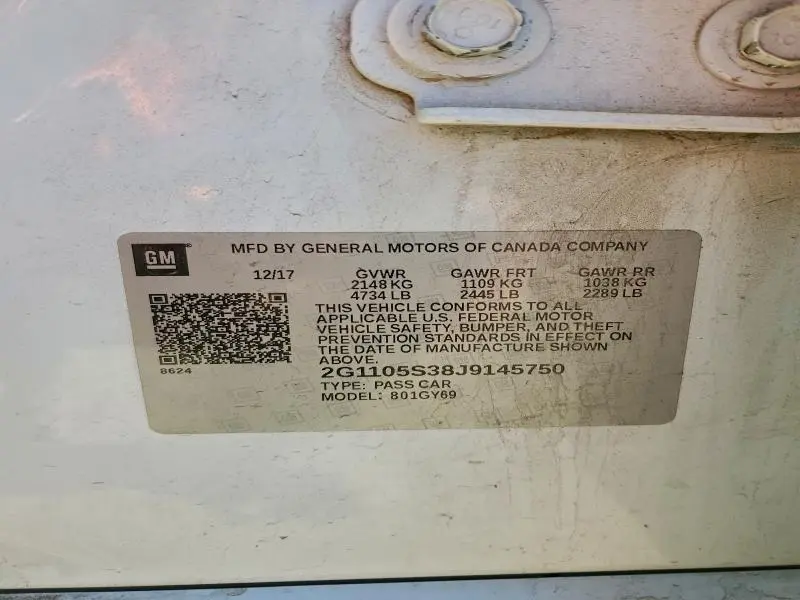 GM
MFD BY GENERAL MOTORS OF CANADA COMPANY
12/17 GVWR GAWR FRT GAWR RR
2148 KG 1109 KG 1038 KG
4734 LB 2445 LB 2289 LB
THIS VEHICLE CONFORMS TO ALL
APPLICABLE U.S. FEDERAL MOTOR
VEHICLE SAFETY, BUMPER, AND THEFT
PREVENTION STANDARDS IN EFFECT ON
THE DATE OF MANUFACTURE SHOWN
ABOVE.
8624
2G1105S38J9145750
TYPE: PASS CAR
MODEL: 801GY69